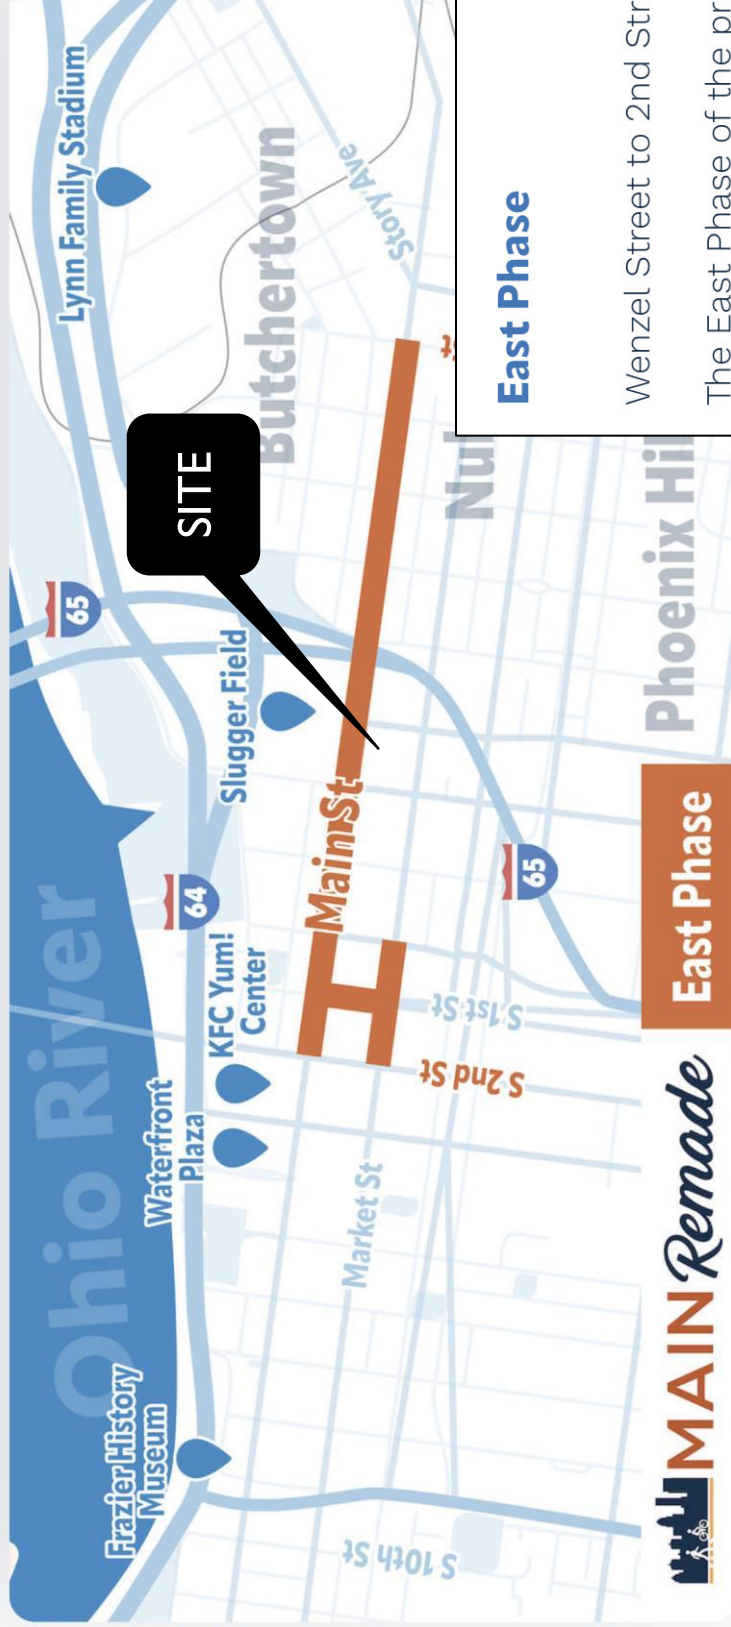 Lynn Family Stadium
Butchertown
Story Ave
SITE
65
Slugger Field
Main St
64
Ohio River
KFC Yum!
Center
Waterfront
Plaza
S 1st St
S 2nd St
65
Market St
Frazier History
Museum
S 10th St
Phoenix Hil
Nul
East Phase
Wenzel Street to 2nd Str
The East Phase of the pr
MAIN Remade
East Phase